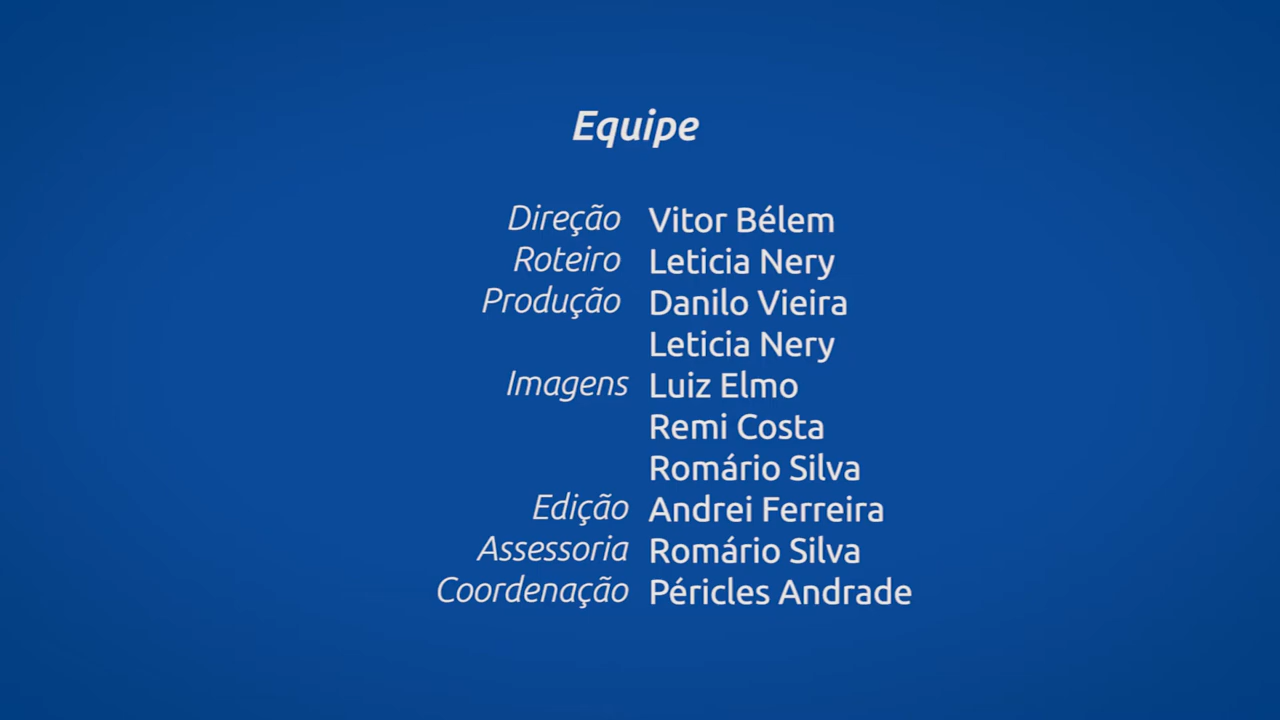 Equipe
Direção Vitor Bélem
Roteiro Leticia Nery
Produção Danilo Vieira
Leticia Nery
Imagens Luiz Elmo
Remi Costa
Romário Silva
Edição Andrei Ferreira
Assessoria Romário Silva
Coordenação Péricles Andrade